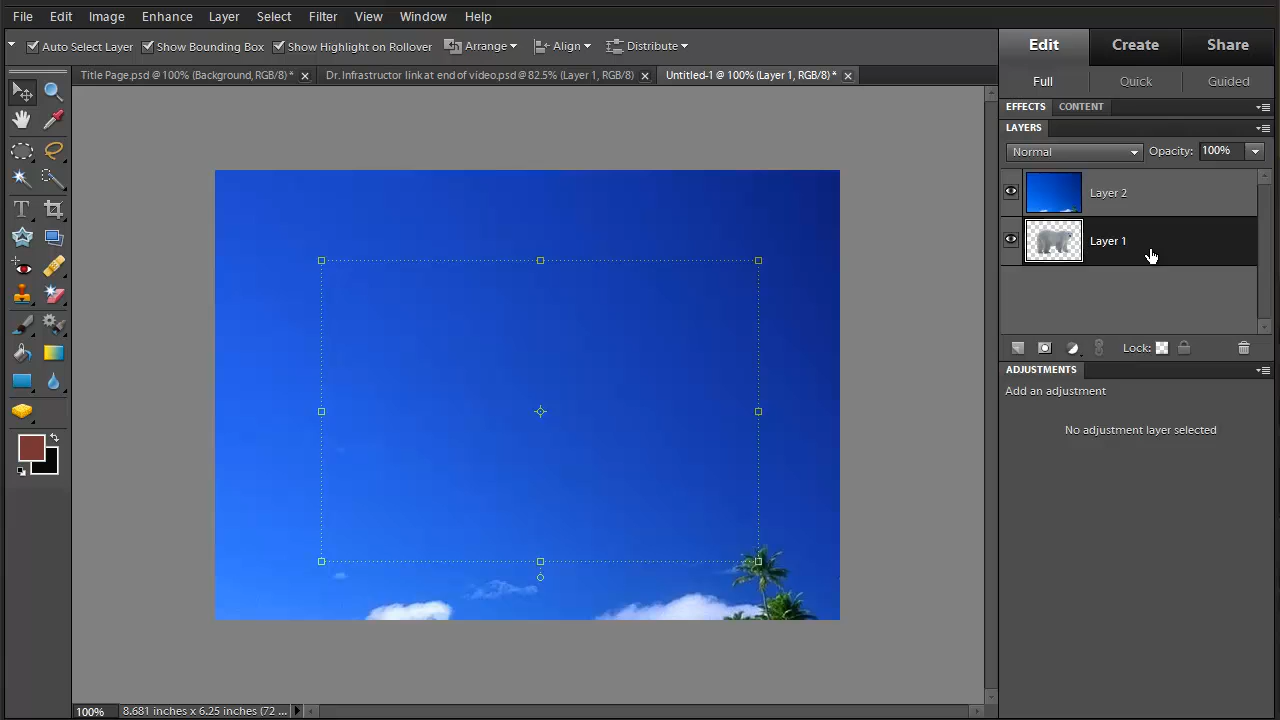 File Edit Image Enhance Layer Select Filter View Window Help
Auto Select Layer Show Bounding Box Show Highlight on Rollover Arrange Align Distribute
Edit Create Share
Title Page.psd @ 100% (Background, RGB/8) * Dr. Infrastructor link at end of video.psd @ 82.5% (Layer 1, RGB/8) Untitled-1 @ 100% (Layer 1, RGB/8) *
Full Quick Guided
EFFECTS CONTENT
LAYERS
Normal Opacity: 100%
Layer 2
Layer 1
Lock:
ADJUSTMENTS
Add an adjustment
No adjustment layer selected
100% 8.681 inches x 6.25 inches (72 ...